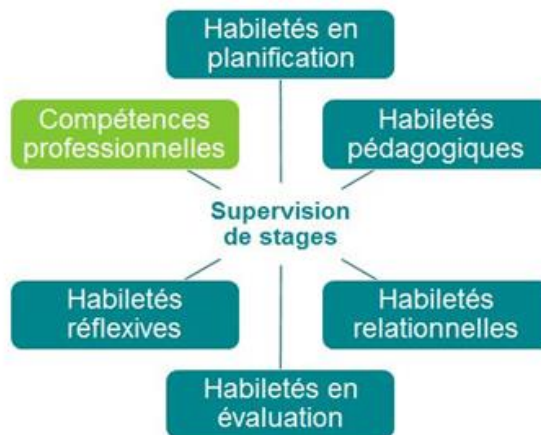 Habiletés en
planification
Compétences
professionnelles
Habiletés
pédagogiques
Supervision
de stages
Habiletés
réflexives
Habiletés
relationnelles
Habiletés en
évaluation